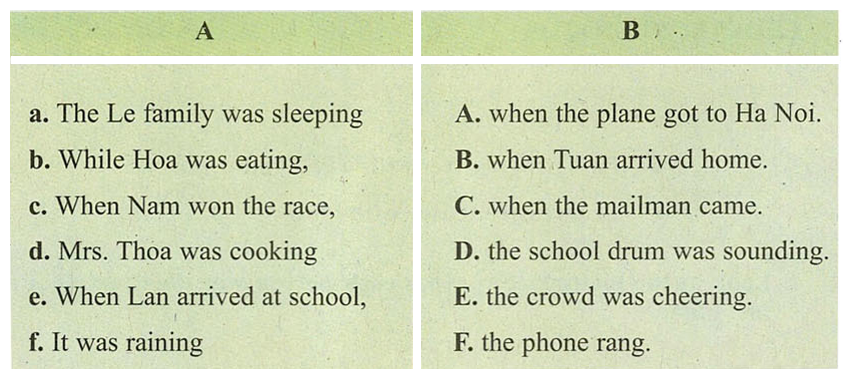 A
a. The Le family was sleeping
b. While Hoa was eating,
c. When Nam won the race,
d. Mrs. Thoa was cooking
e. When Lan arrived at school,
f. It was raining
B
A. when the plane got to Ha Noi.
B. when Tuan arrived home.
C. when the mailman came.
D. the school drum was sounding.
E. the crowd was cheering.
F. the phone rang.